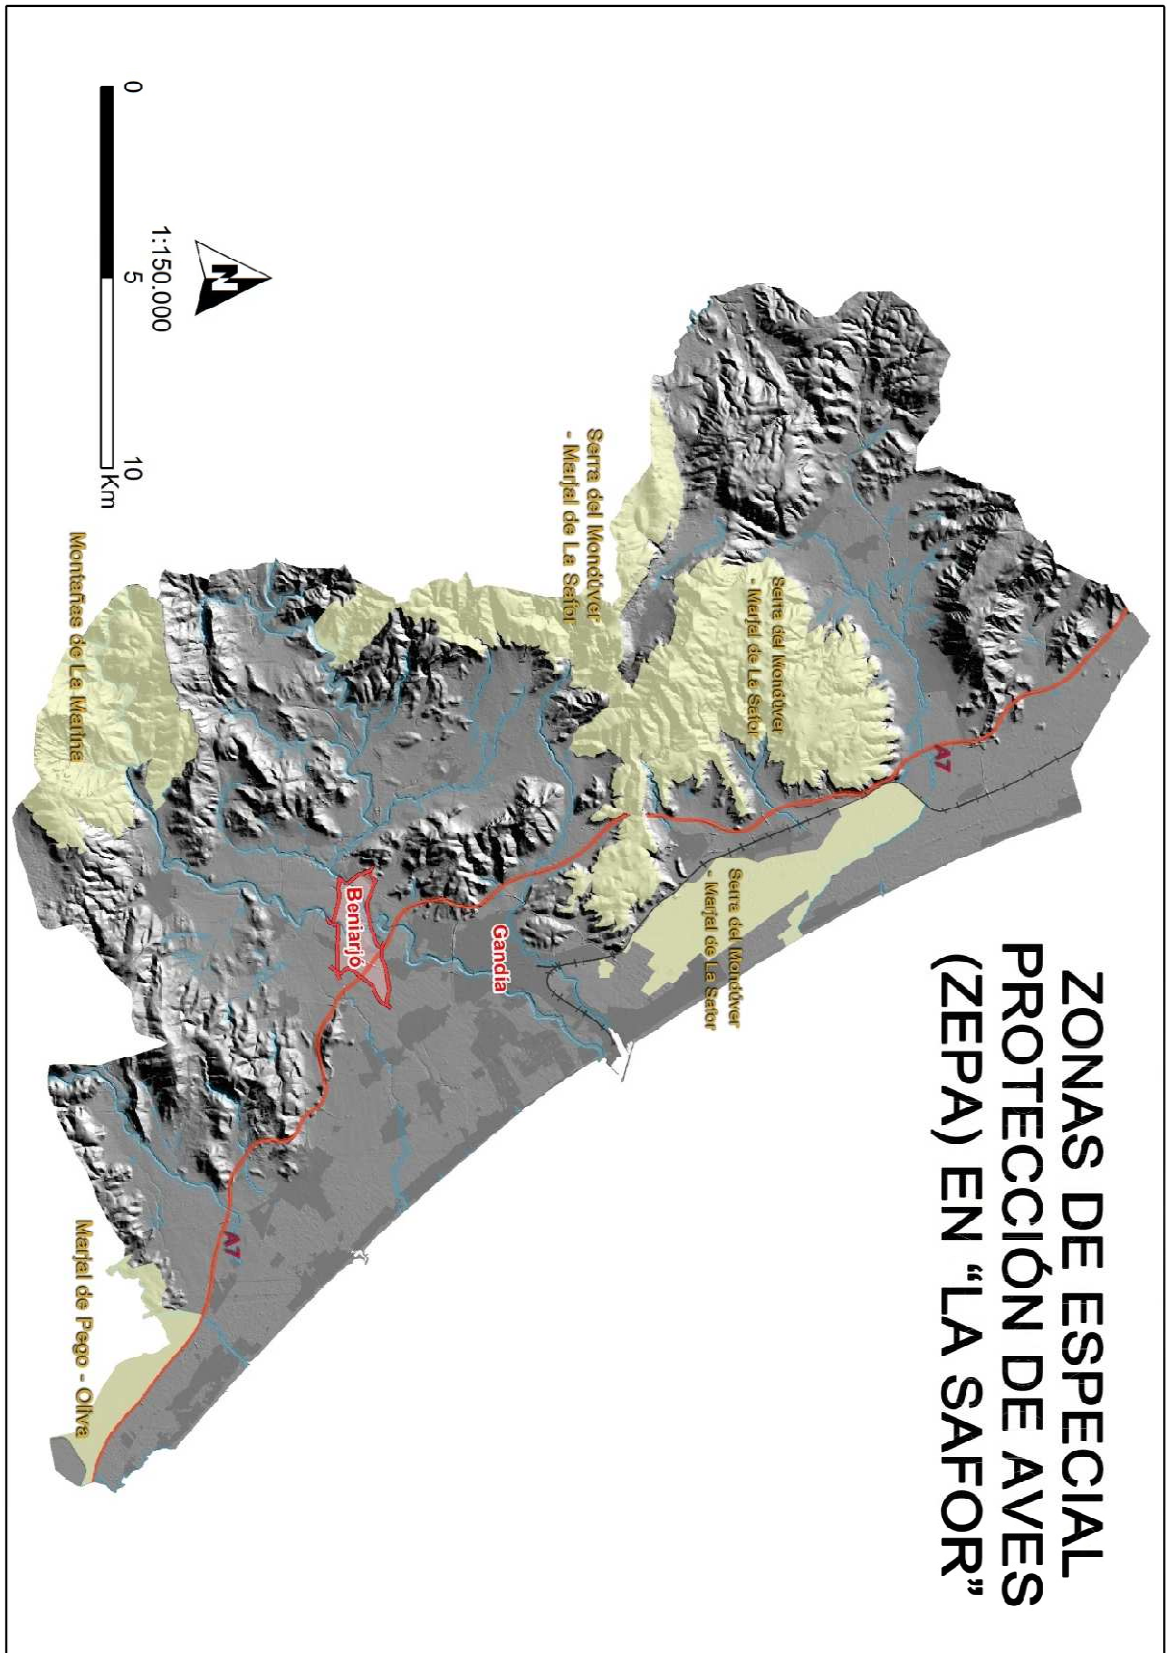 ZONAS DE ESPECIAL
PROTECCIÓN DE AVES
(ZEPA) EN “LA SAFOR”
A7
Serra del Mondúver
- Marjal de La Safor
Serra del Mondúver
- Marjal de La Safor
Serra del Mondúver
- Marjal de La Safor
Gandia
Beniarjó
A7
Montañas de La Marina
Marjal de Pego - Oliva
N
1:150.000
0 5 10
Km